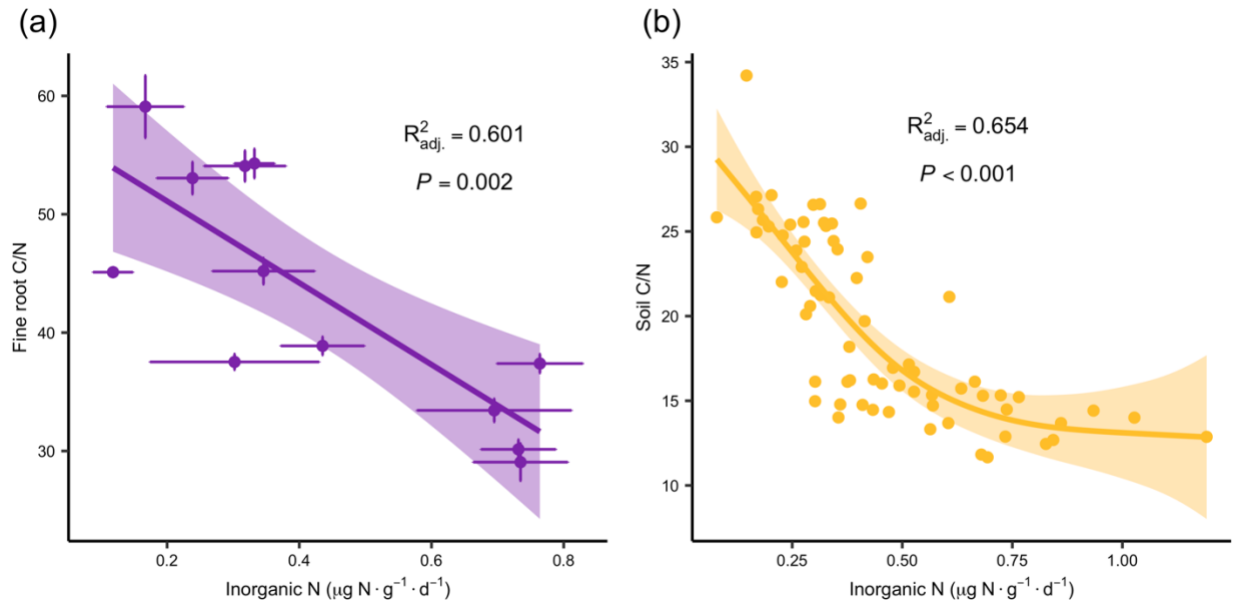 (a)
Fine root C/N
60
50
40
30
R²adj. = 0.601
P = 0.002
0.2 0.4 0.6 0.8
Inorganic N (μg N · g⁻¹ · d⁻¹)
(b)
Soil C/N
35
30
25
20
15
10
R²adj. = 0.654
P < 0.001
0.25 0.50 0.75 1.00
Inorganic N (μg N · g⁻¹ · d⁻¹)